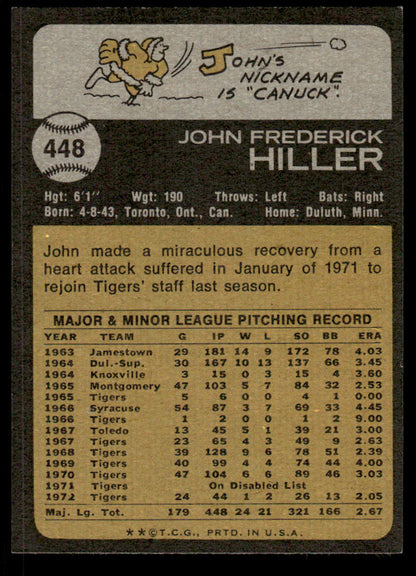 JOHN'S
NICKNAME
IS "CANUCK".
448
JOHN FREDERICK
HILLER
Hgt: 6'1" Wgt: 190 Throws: Left Bats: Right
Born: 4-8-43, Toronto, Ont., Can. Home: Duluth, Minn.
John made a miraculous recovery from a
heart attack suffered in January of 1971 to
rejoin Tigers' staff last season.
MAJOR & MINOR LEAGUE PITCHING RECORD
YEAR TEAM G IP W L SO BB ERA
1963 Jamestown 29 181 14 9 172 78 4.03
1964 Dul.-Sup. 30 167 10 13 137 66 3.45
1964 Knoxville 3 15 0 3 15 4 3.60
1965 Montgomery 47 103 5 7 84 32 2.53
1965 Tigers 5 6 0 0 4 1 0.00
1966 Syracuse 54 87 3 7 69 33 4.45
1966 Tigers 1 2 0 0 1 2 9.00
1967 Toledo 13 45 5 1 39 21 3.00
1967 Tigers 23 65 4 3 49 9 2.63
1968 Tigers 39 128 9 6 78 51 2.39
1969 Tigers 40 99 4 4 74 44 4.00
1970 Tigers 47 104 6 6 89 46 3.03
1971 Tigers On Disabled List
1972 Tigers 24 44 1 2 26 13 2.05
Maj. Lg. Tot. 179 448 24 21 321 166 2.67
**©T.C.G., PRTD. IN U.S.A.